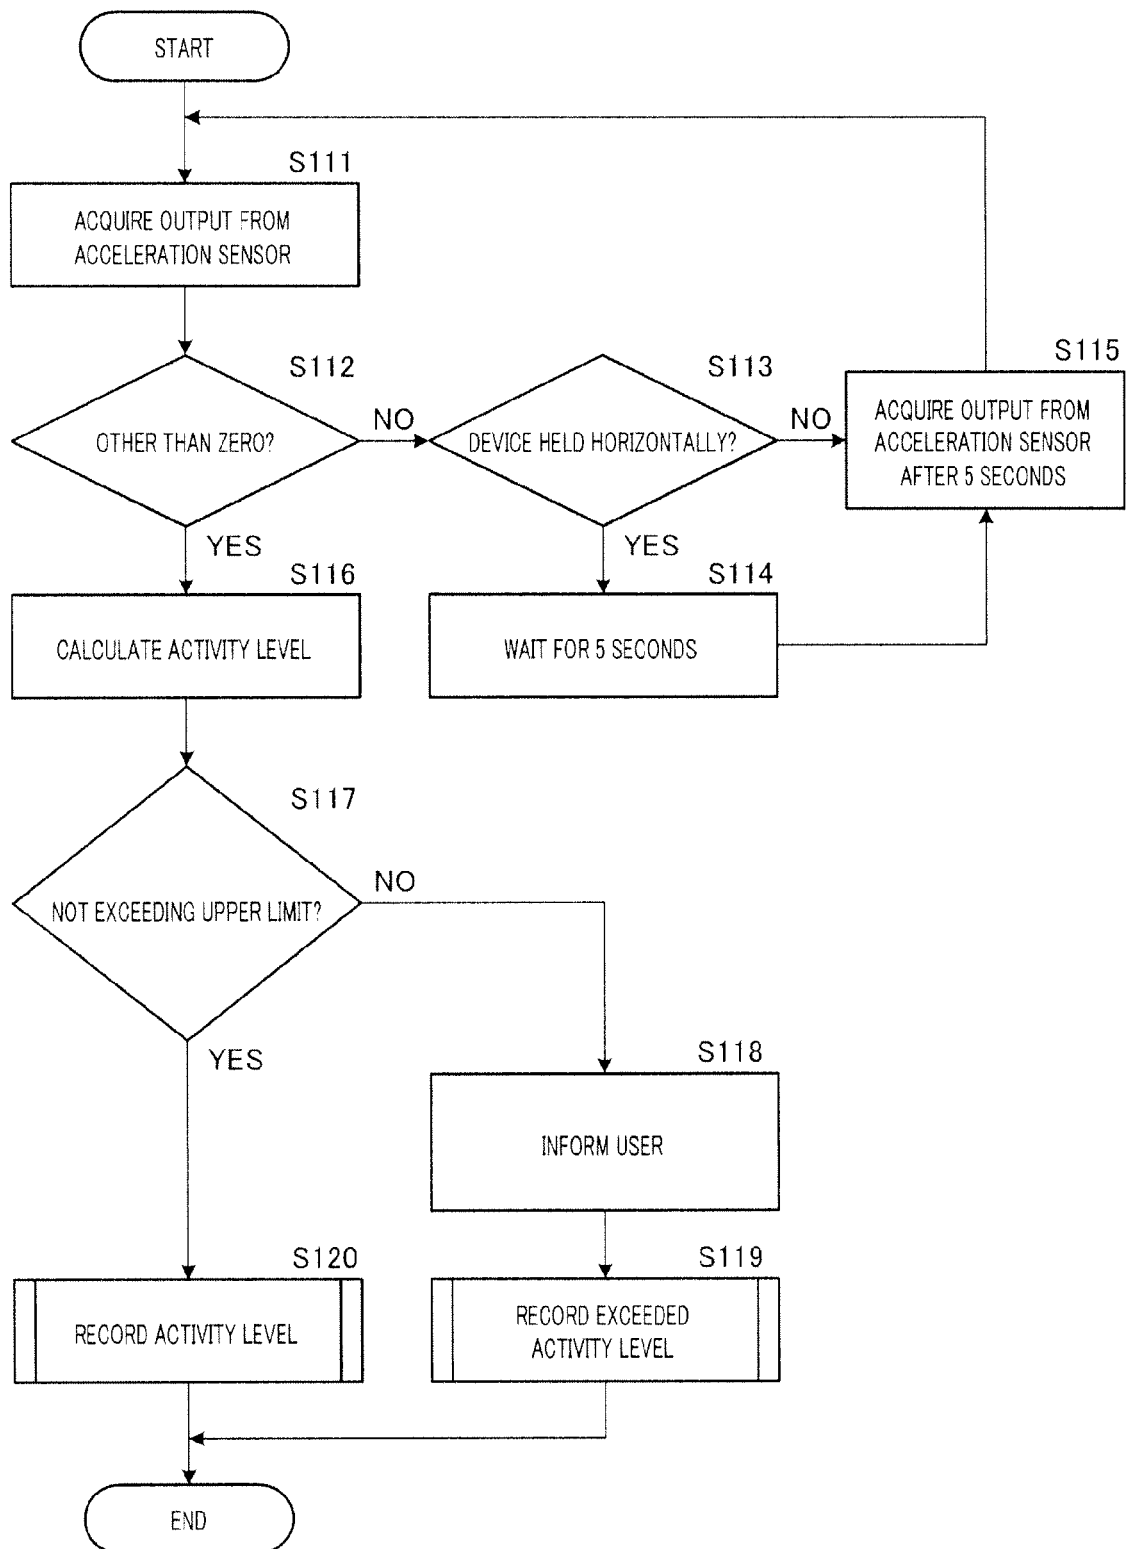 START
S111
ACQUIRE OUTPUT FROM
ACCELERATION SENSOR
S112
OTHER THAN ZERO?
NO
YES
S113
DEVICE HELD HORIZONTALLY?
NO
YES
S115
ACQUIRE OUTPUT FROM
ACCELERATION SENSOR
AFTER 5 SECONDS
S116
CALCULATE ACTIVITY LEVEL
S114
WAIT FOR 5 SECONDS
S117
NOT EXCEEDING UPPER LIMIT?
NO
YES
S118
INFORM USER
S120
RECORD ACTIVITY LEVEL
S119
RECORD EXCEEDED
ACTIVITY LEVEL
END